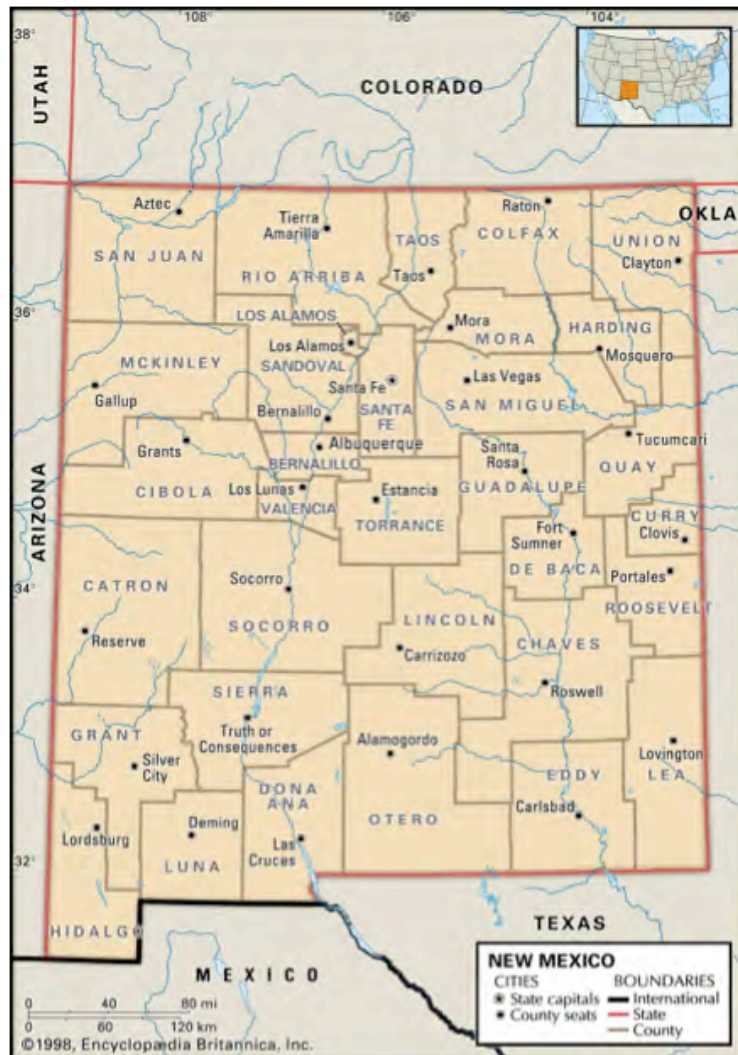 108°
106°
104°
38°
UTAH
COLORADO
Aztec
Tierra
Amarilla
Raton
OKLA
TAOS
COLFAX
UNION
SAN JUAN
RIO ARRIBA
Taos
Clayton
36°
LOS ALAMOS
Mora
HARDING
Los Alamos
MORA
MCKINLEY
SANDOVAL
Mosquero
Santa Fe
Las Vegas
Gallup
SANTA
FE
SAN MIGUEL
Bernalillo
Grants
Albuquerque
Tucumcari
BERNALILLO
Santa
Rosa
QUAY
ARIZONA
CIBOLA
Los Lunas
Estancia
GUADALUPE
VALENCIA
TORRANCE
CURRY
Clovis
Fort
Sumner
34°
CATRON
Socorro
DE BACA
Portales
LINCOLN
ROOSEVELT
SOCORRO
Reserve
Carrizozo
CHAVES
SIERRA
Roswell
GRANT
Truth or
Consequences
Alamogordo
Silver
City
Lovington
DONA
ANA
EDDY
LEA
Lordsburg
Deming
Carlsbad
OTERO
32°
LUNA
Las
Cruces
HIDALGO
TEXAS
MEXICO
NEW MEXICO
CITIES
State capitals
County seats
BOUNDARIES
International
State
County
0 40 80 mi
0 60 120 km
©1998, Encyclopædia Britannica, Inc.